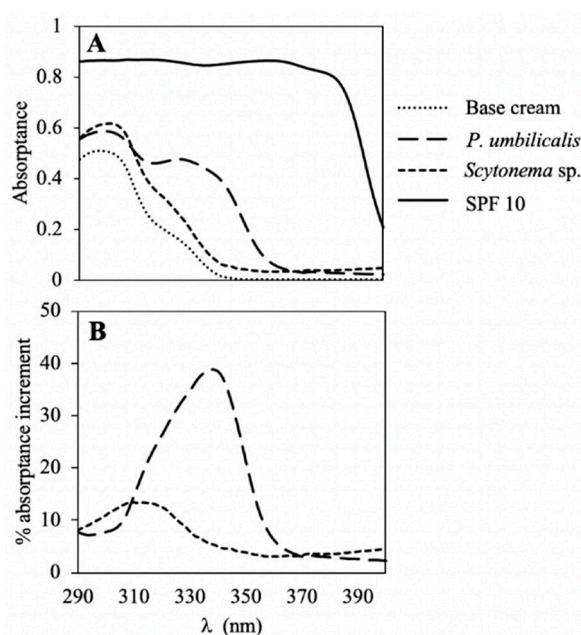 1
A
0.8
0.6
0.4
0.2
0
Absorptance
Base cream
P. umbilicalis
Scytonema sp.
SPF 10
50
B
40
30
20
10
0
% absorptance increment
290 310 330 350 370 390
λ (nm)